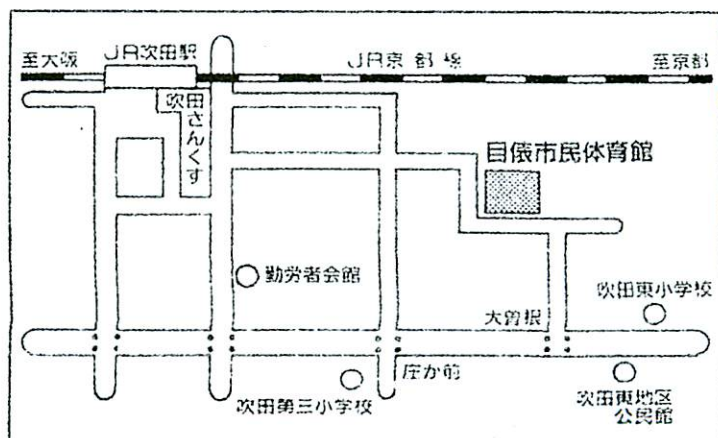 至大阪
JR吹田駅
JR京都線
至京都
吹田さんくす
目俵市民体育館
勤労者会館
吹田東小学校
大曽根
庄が前
吹田第三小学校
吹田東地区
公民館